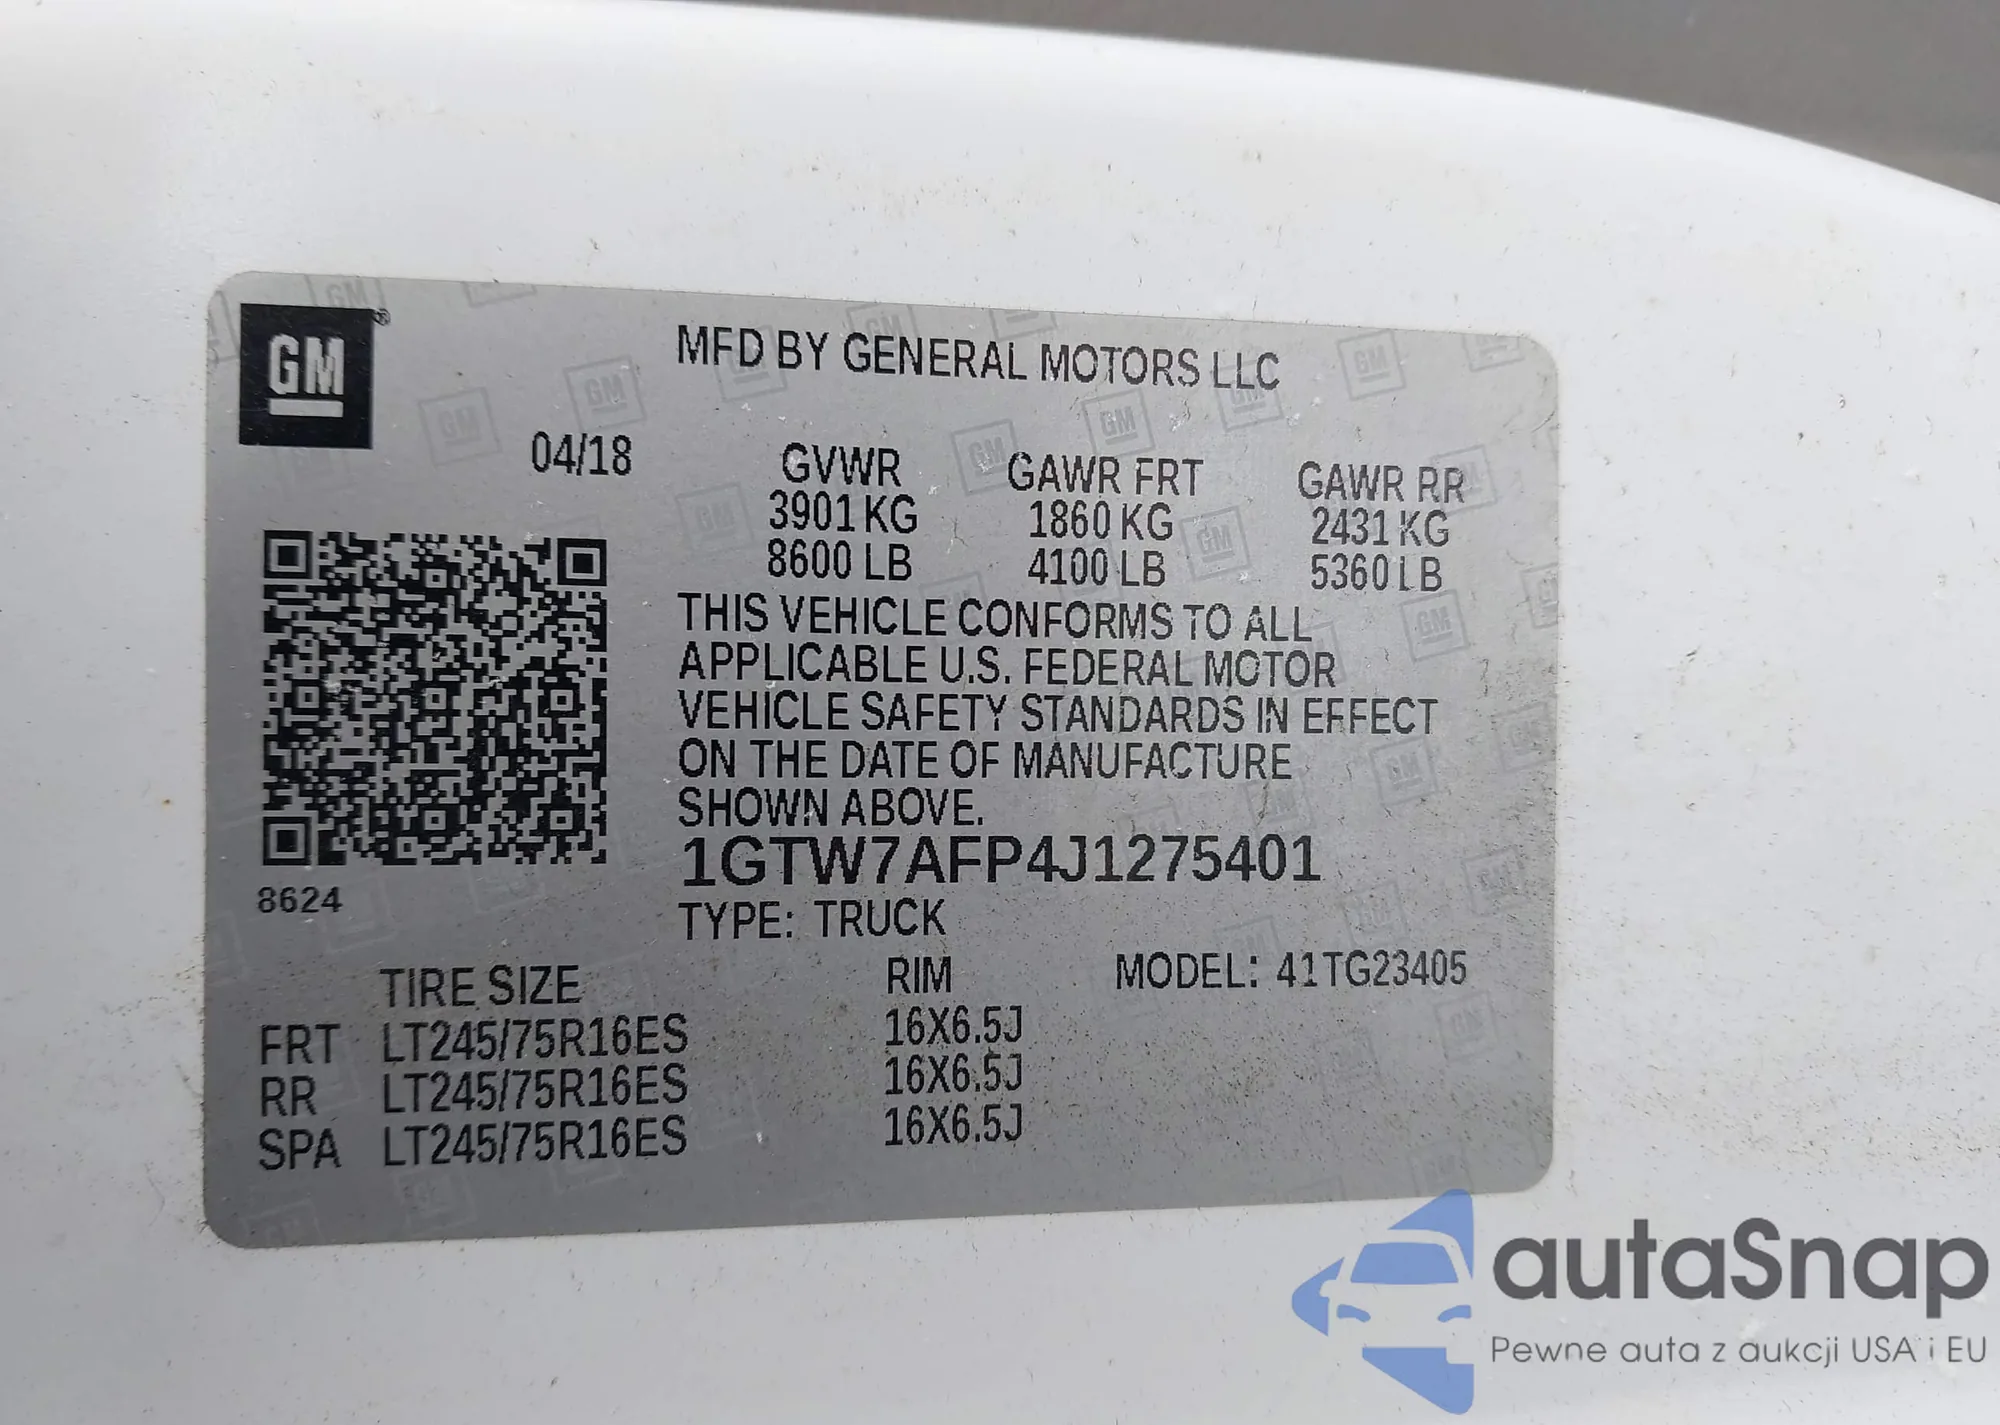 GM
MFD BY GENERAL MOTORS LLC
04/18
GVWR GAWR FRT GAWR RR
3901 KG 1860 KG 2431 KG
8600 LB 4100 LB 5360 LB
THIS VEHICLE CONFORMS TO ALL
APPLICABLE U.S. FEDERAL MOTOR
VEHICLE SAFETY STANDARDS IN EFFECT
ON THE DATE OF MANUFACTURE
SHOWN ABOVE.
1GTW7AFP4J1275401
8624
TYPE: TRUCK
TIRE SIZE RIM MODEL: 41TG23405
FRT LT245/75R16ES 16X6.5J
RR LT245/75R16ES 16X6.5J
SPA LT245/75R16ES 16X6.5J
autaSnap
Pewne auta z aukcji USA i EU